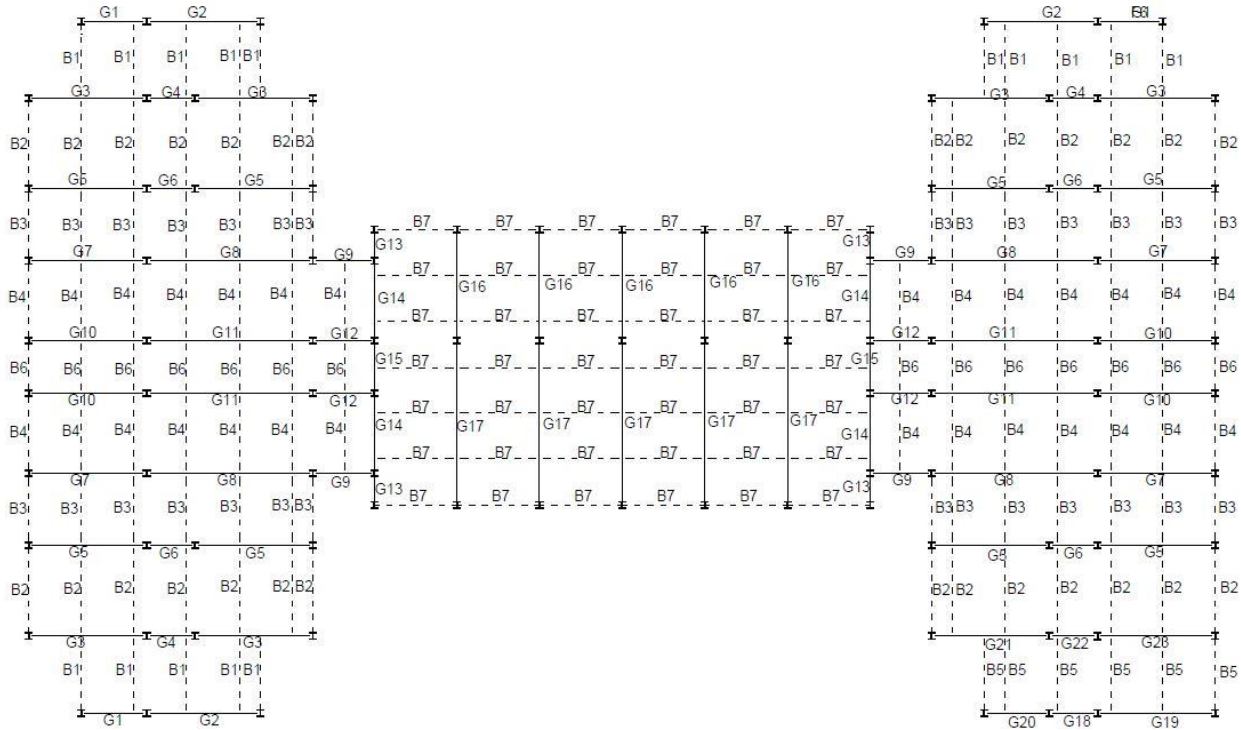 G1 G2 G2
B1 B1 B1 B1 B1 B1 B1 B1 B1 B1
G3 G4 G3 G3 G4 G3
B2 B2 B2 B2 B2 B2 B2 B2 B2 B2 B2 B2 B2 B2
G5 G6 G5 G5 G6 G5
B3 B3 B3 B3 B3 B3 B3 B3 B3 B3 B3 B3 B3 B3
B7 B7 B7 B7 B7 B7
G7 G8 G9 G13 G13 G9 G8 G7
B7 B7 B7 B7 B7 B7
B4 B4 B4 B4 B4 B4 B4 G14 G16 G16 G16 G16 G16 G14 B4 B4 B4 B4 B4 B4 B4
B7 B7 B7 B7 B7 B7
G10 G11 G12 G12 G11 G10
G15 B7 B7 B7 B7 B7 B7 G15
B6 B6 B6 B6 B6 B6 B6 B6 B6 B6 B6 B6 B6 B6
G10 G11 G12 G12 G11 G10
B7 B7 B7 B7 B7 B7
B4 B4 B4 B4 B4 B4 B4 G14 G17 G17 G17 G17 G17 G14 B4 B4 B4 B4 B4 B4 B4
B7 B7 B7 B7 B7 B7
G7 G8 G9 G9 G8 G7
G13 B7 B7 B7 B7 B7 B7 G13
B3 B3 B3 B3 B3 B3 B3 B3 B3 B3 B3 B3 B3 B3
G5 G6 G5 G5 G6 G5
B2 B2 B2 B2 B2 B2 B2 B2 B2 B2 B2 B2 B2 B2
G3 G4 G3 G21 G22 G23
B1 B1 B1 B1 B1 B5 B5 B5 B5 B5 B5
G1 G2 G20 G18 G19